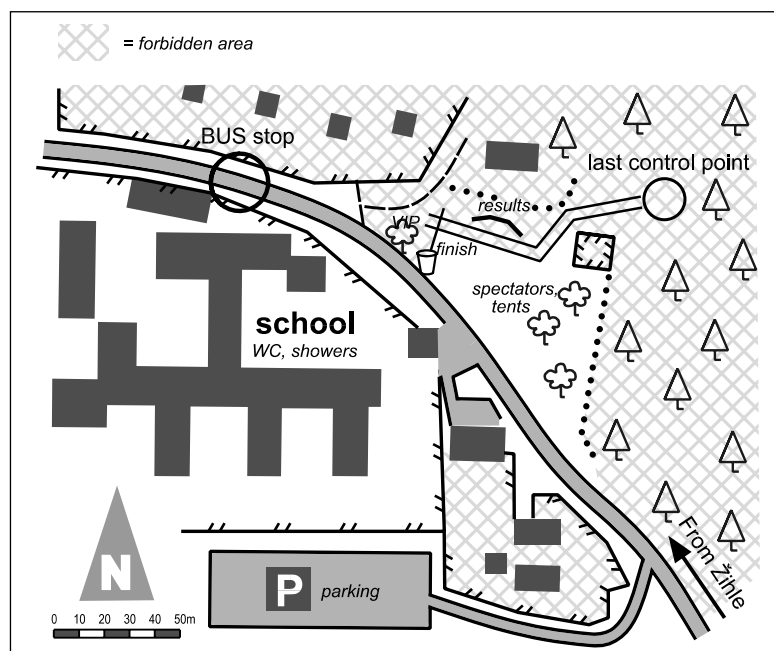 = forbidden area
BUS stop
last control point
results
VIP
finish
spectators,
tents
school
WC, showers
From Žihle
N
P
parking
0 10 20 30 40 50m